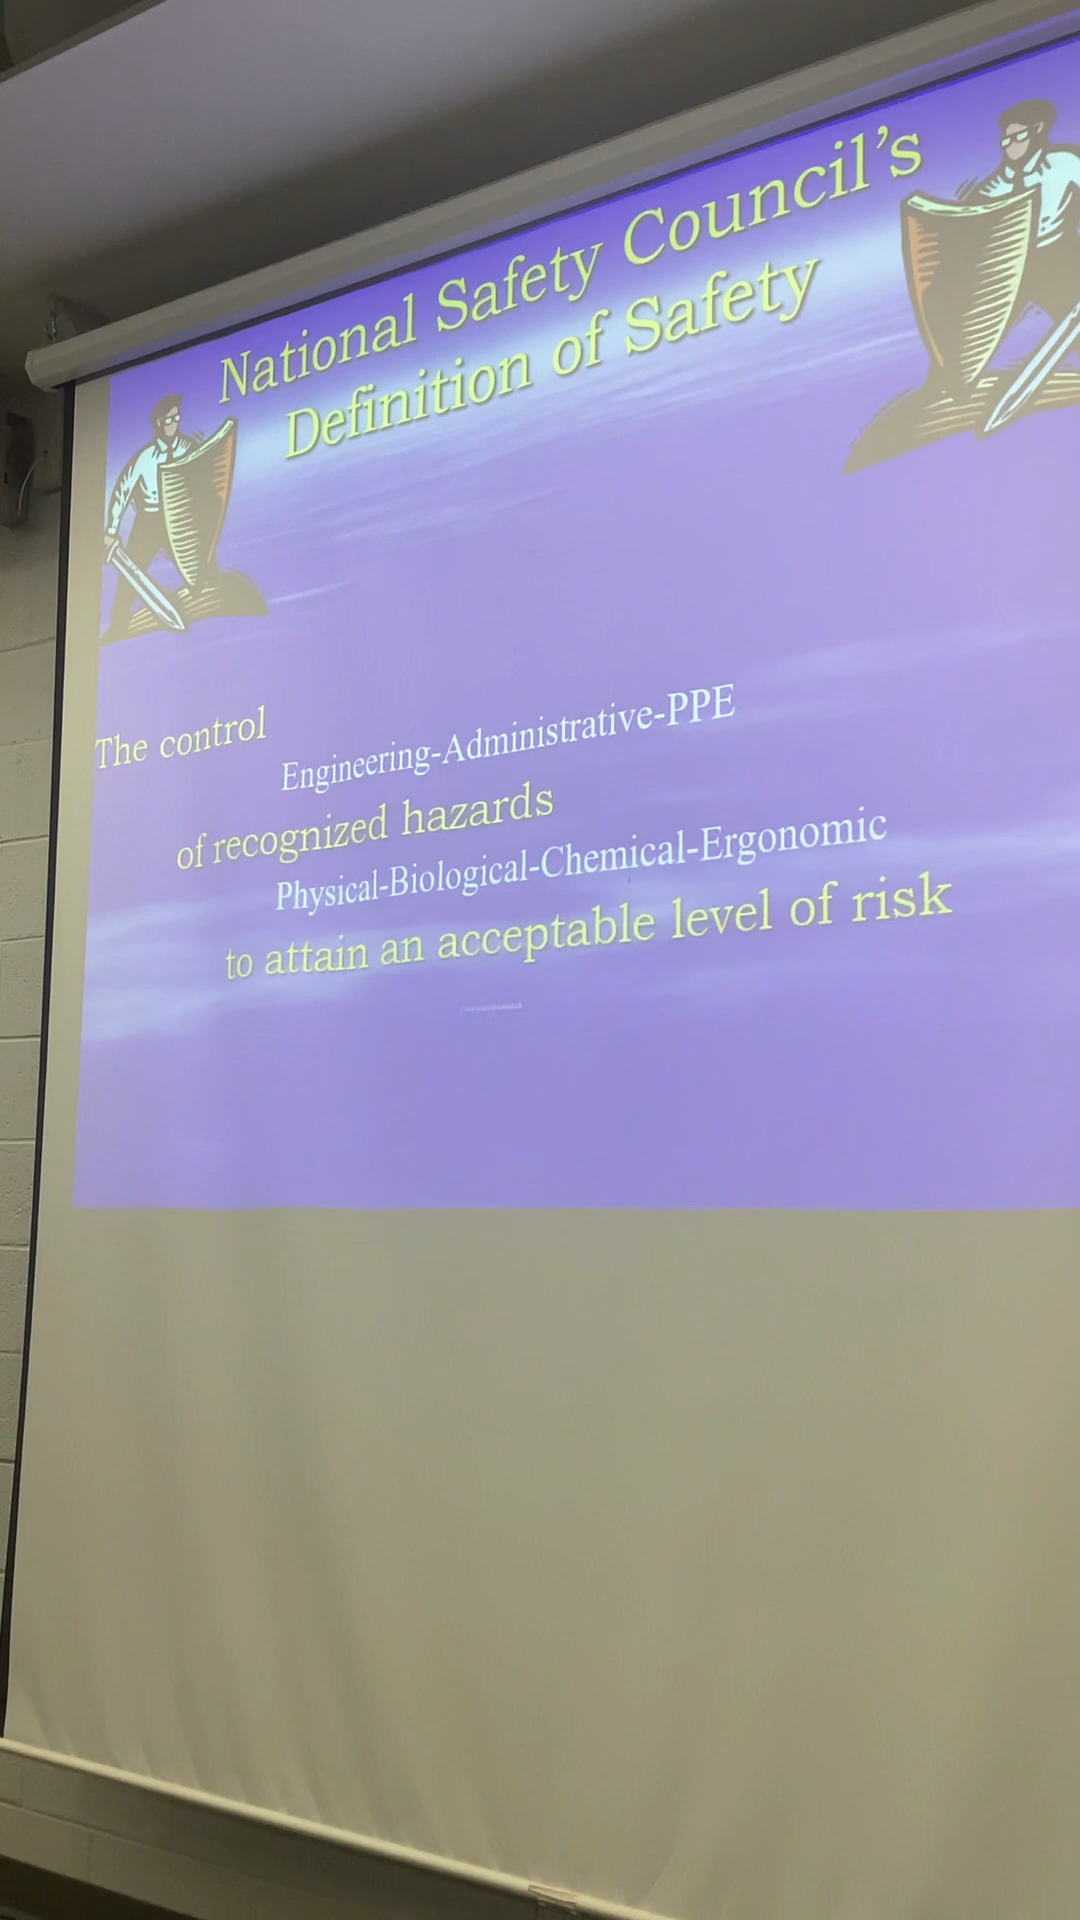 National Safety Council's
Definition of Safety
The control
Engineering-Administrative-PPE
of recognized hazards
Physical-Biological-Chemical-Ergonomic
to attain an acceptable level of risk